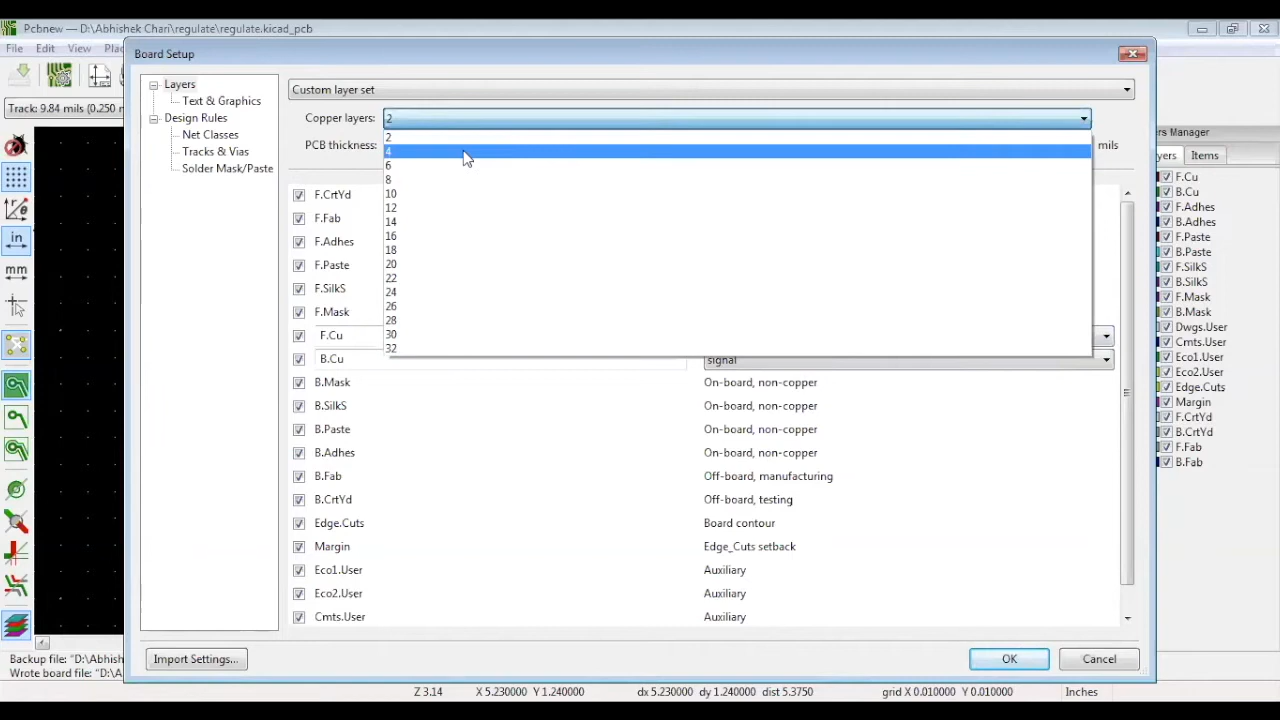 Pcbnew — D:\Abhishek Chari\regulate\regulate.kicad_pcb
File Edit View Plac
Board Setup
Track: 9.84 mils (0.250
Layers
Text & Graphics
Design Rules
Net Classes
Tracks & Vias
Solder Mask/Paste
Custom layer set
Copper layers: 2
PCB thickness: mils
2
4
6
8
10
12
14
16
18
20
22
24
26
28
30
32
F.CrtYd
F.Fab
F.Adhes
F.Paste
F.SilkS
F.Mask
F.Cu
B.Cu signal
B.Mask On-board, non-copper
B.SilkS On-board, non-copper
B.Paste On-board, non-copper
B.Adhes On-board, non-copper
B.Fab Off-board, manufacturing
B.CrtYd Off-board, testing
Edge.Cuts Board contour
Margin Edge_Cuts setback
Eco1.User Auxiliary
Eco2.User Auxiliary
Cmts.User Auxiliary
Import Settings... OK Cancel
in
mm
ers Manager
yers Items
F.Cu
B.Cu
F.Adhes
B.Adhes
F.Paste
B.Paste
F.SilkS
B.SilkS
F.Mask
B.Mask
Dwgs.User
Cmts.User
Eco1.User
Eco2.User
Edge.Cuts
Margin
F.CrtYd
B.CrtYd
F.Fab
B.Fab
Backup file: "D:\Abhish
Wrote board file: "D:\A
Z 3.14 X 5.230000 Y 1.240000 dx 5.230000 dy 1.240000 dist 5.3750 grid X 0.010000 Y 0.010000 Inches